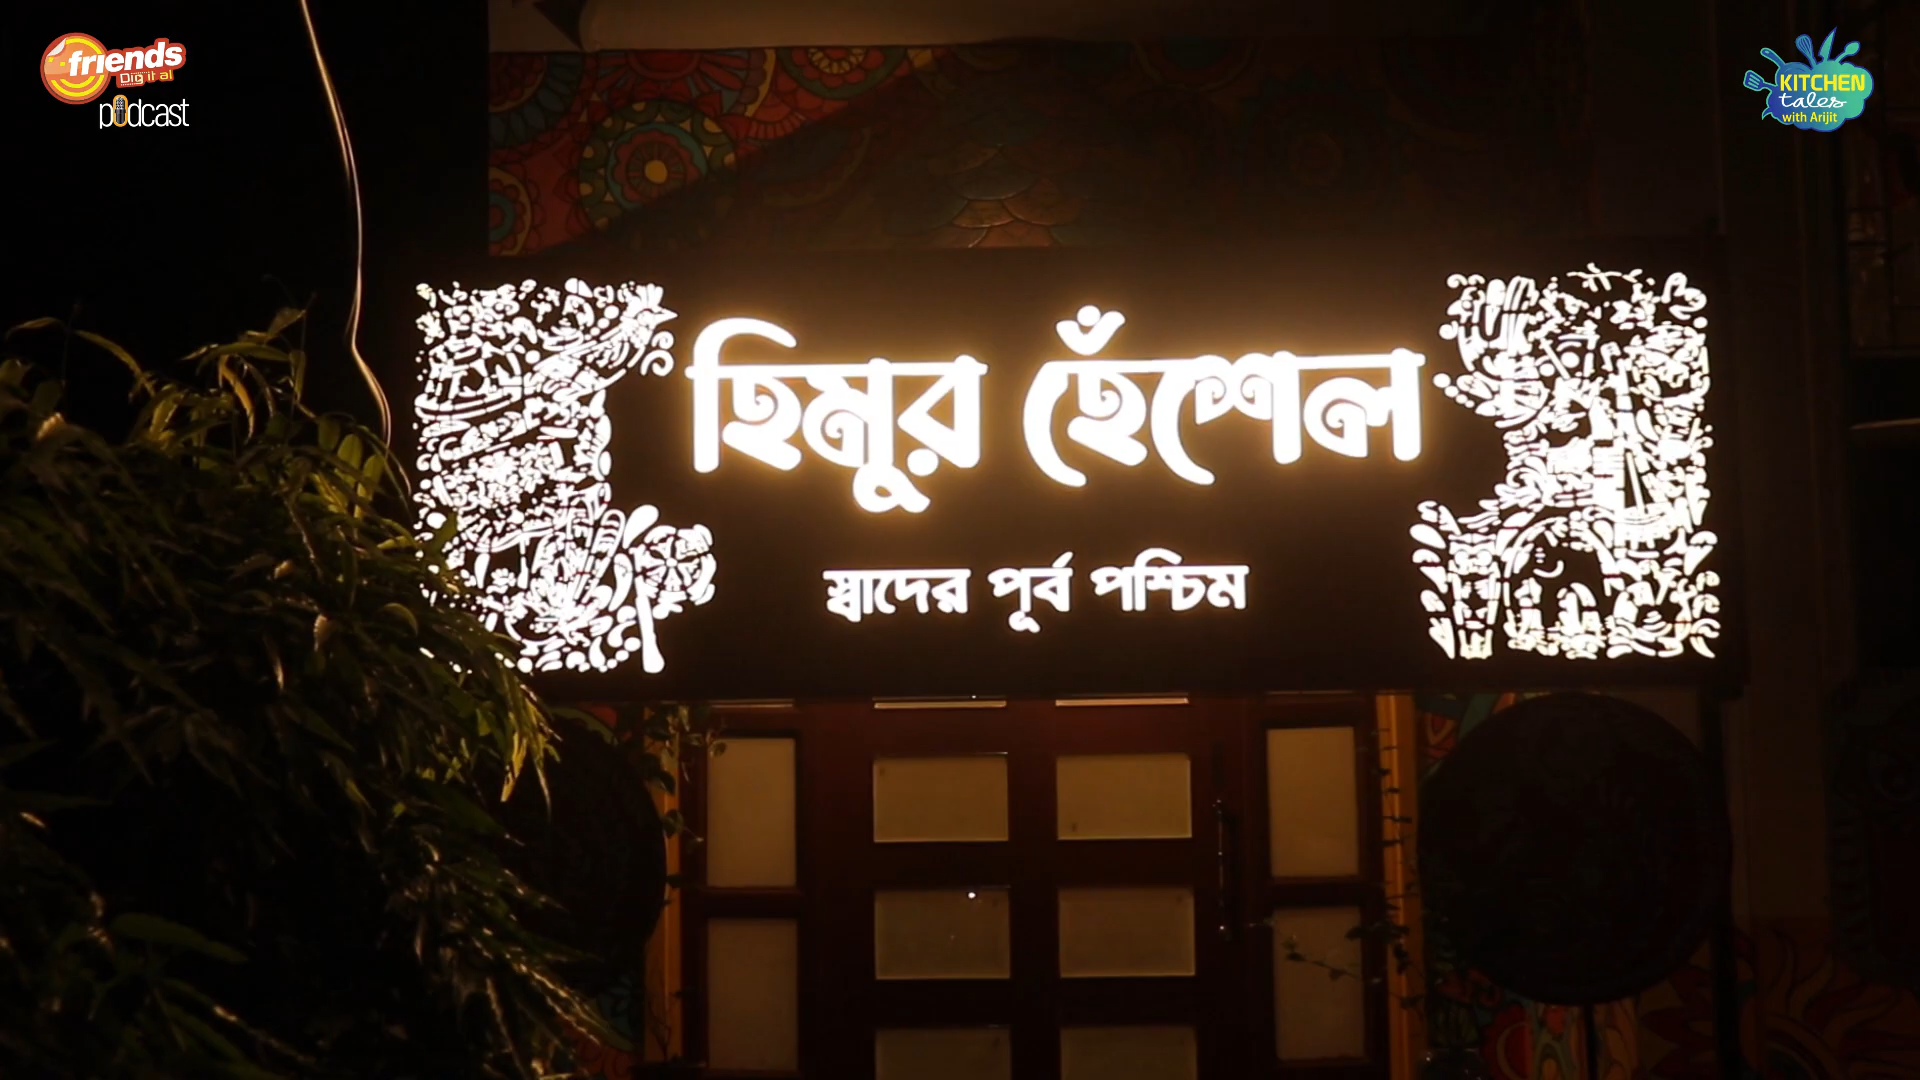 friends
Digital
podcast
KITCHEN
tales
with Arijit
হিমুর হেঁশেল
স্বাদের পূর্ব পশ্চিম